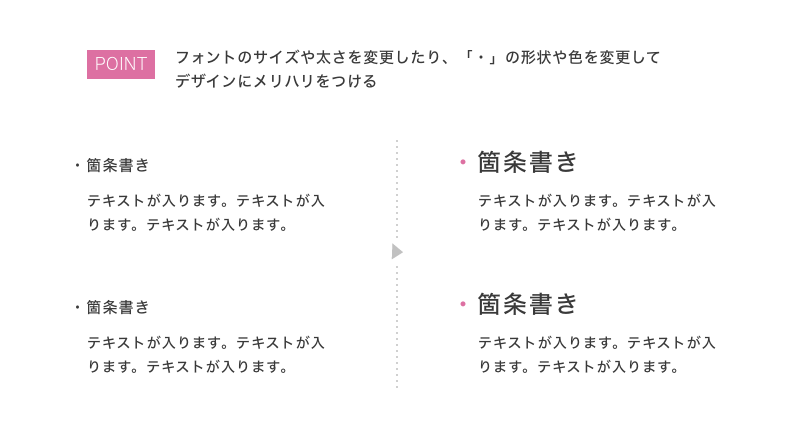 POINT
フォントのサイズや太さを変更したり、「・」の形状や色を変更して
デザインにメリハリをつける
・箇条書き
テキストが入ります。テキストが入
ります。テキストが入ります。
・箇条書き
テキストが入ります。テキストが入
ります。テキストが入ります。
・箇条書き
テキストが入ります。テキストが入
ります。テキストが入ります。
・箇条書き
テキストが入ります。テキストが入
ります。テキストが入ります。